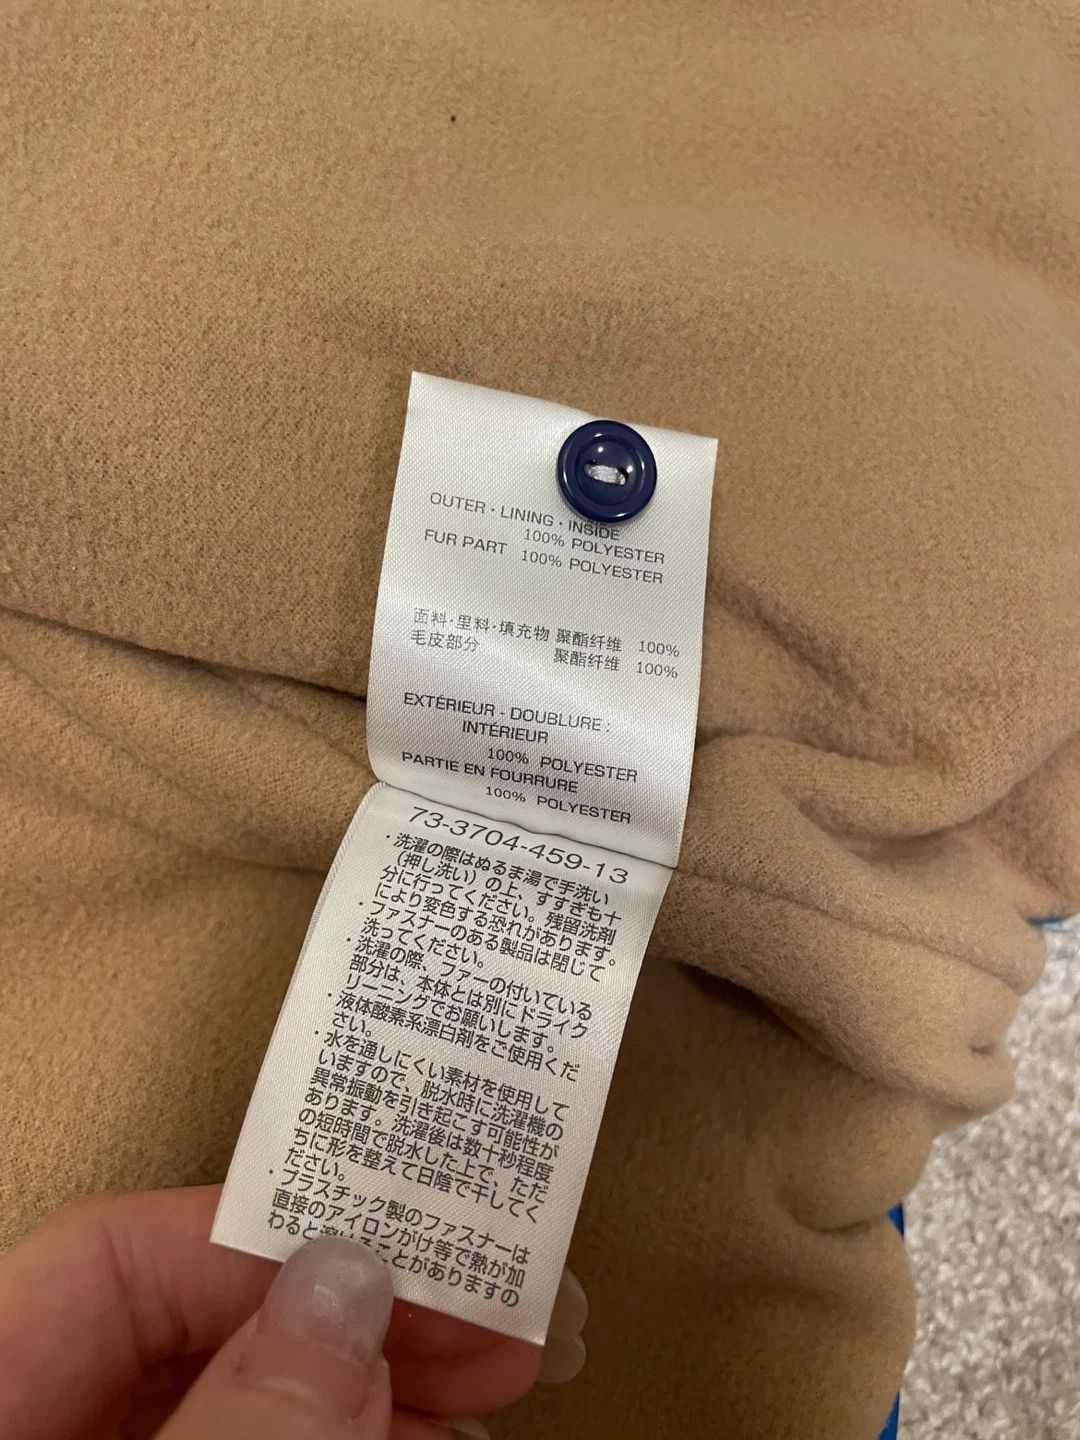 OUTER・LINING・INSIDE
100% POLYESTER
FUR PART 100% POLYESTER
面料・里料・填充物 聚酯纤维 100%
毛皮部分 聚酯纤维 100%
EXTÉRIEUR - DOUBLURE :
INTÉRIEUR
100% POLYESTER
PARTIE EN FOURRURE
100% POLYESTER
73-3704-459-13
・洗濯の際はぬるま湯で手洗い
（押し洗い）の上、すすぎも十
分に行ってください。残留洗剤
により変色する恐れがあります。
・ファスナーのある製品は閉じて
洗ってください。
・洗濯の際、ファーの付いている
部分は、本体とは別にドライク
リーニングでお願いします。
・液体酸素系漂白剤をご使用くだ
さい。
・水を通しにくい素材を使用して
いますので、脱水時に洗濯機の
異常振動を引き起こす可能性が
あります。洗濯後は数十秒程度
の短時間で脱水した上で、ただ
ちに形を整えて日陰で干してく
ださい。
・プラスチック製のファスナーは
直接のアイロンがけ等で熱が加
わると溶けることがありますの